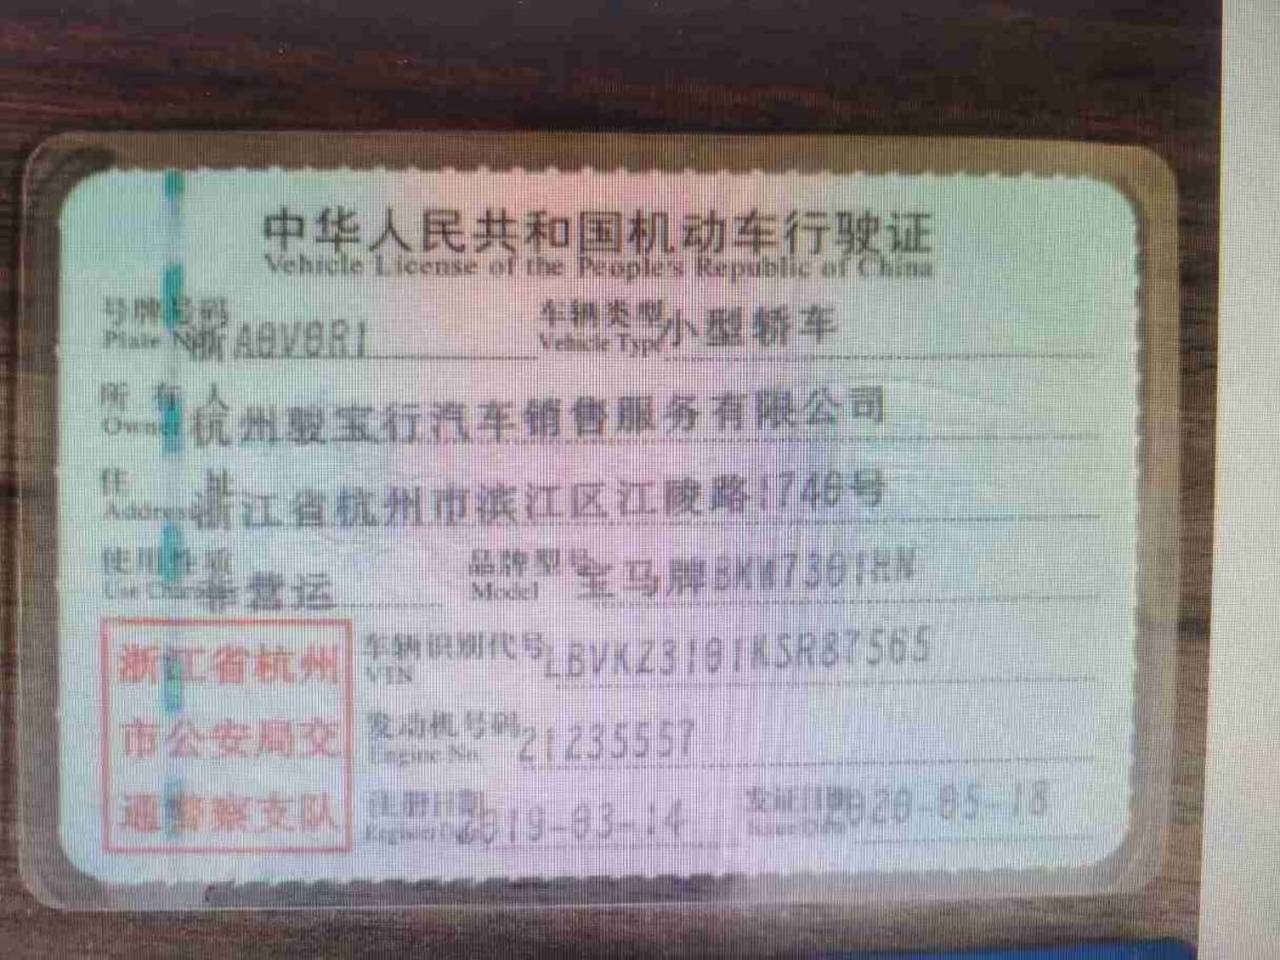 中华人民共和国机动车行驶证
Vehicle License of the People's Republic of China
号牌号码 浙A0V0R1 车辆类型 小型轿车
Plate No. Vehicle Type
所有人 杭州骏宝行汽车销售服务有限公司
Owner
住址 浙江省杭州市滨江区江陵路1740号
Address
使用性质 非营运 品牌型号 宝马牌BMW7301HN
Use Character Model
浙江省杭州
市公安局交
通警察支队
车辆识别代号 LBVKZ3101KSR87565
VIN
发动机号码 21235557
Engine No.
注册日期 2019-03-14 发证日期 2020-05-18
Register Date Issue Date